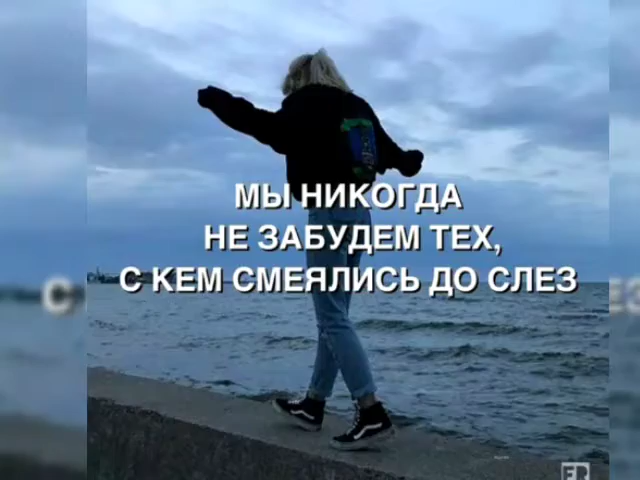 МЫ НИКОГДА
НЕ ЗАБУДЕМ ТЕХ,
С КЕМ СМЕЯЛИСЬ ДО СЛЕЗ